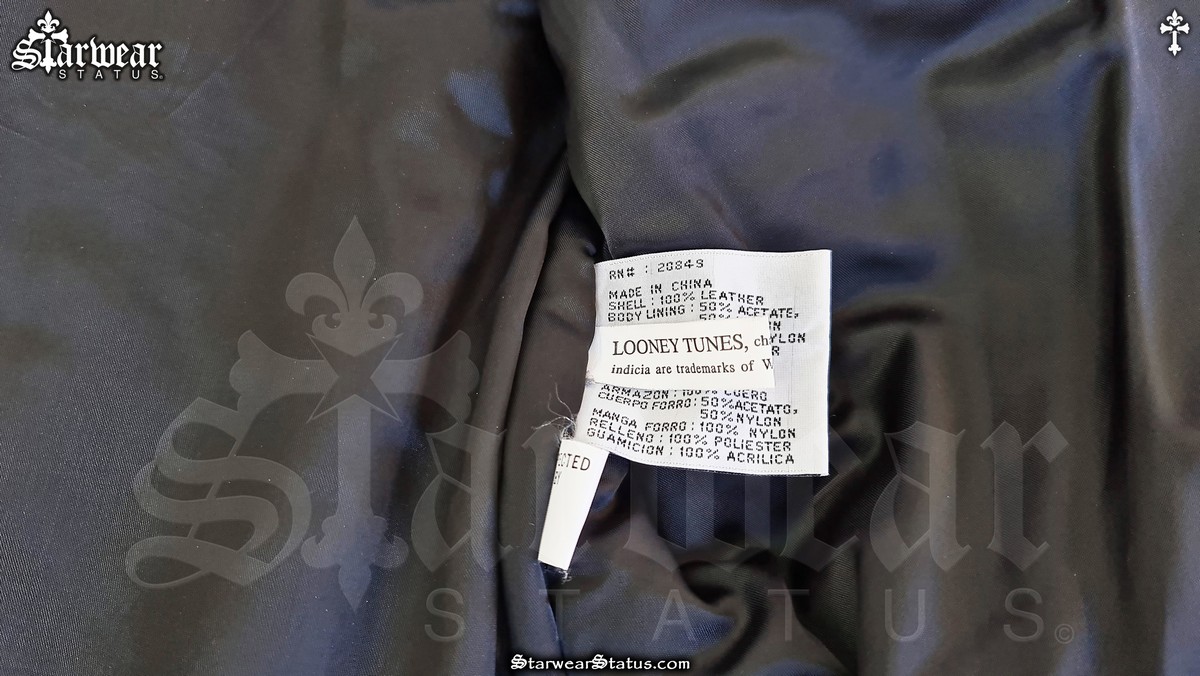 Starwear
STATUS
RN# : 20849
MADE IN CHINA
SHELL : 100% LEATHER
BODY LINING : 50% ACETATE,
LOONEY TUNES,
indicia are trademarks of
ARMAZON : 100% CUERO
CUERPO FORRO : 50% ACETATO,
50% NYLON
MANGA FORRO : 100% NYLON
RELLENO : 100% POLIESTER
GUAMICION : 100% ACRILICA
Starwear
STATUS©
StarwearStatus.com